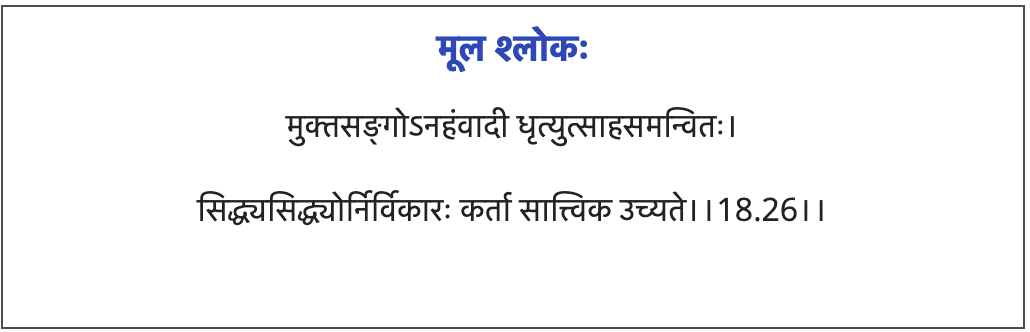 मूल श्लोकः
मुक्तसङ्गोऽनहंवादी धृत्युत्साहसमन्वितः।
सिद्ध्यसिद्ध्योर्निर्विकारः कर्ता सात्त्विक उच्यते।।18.26।।